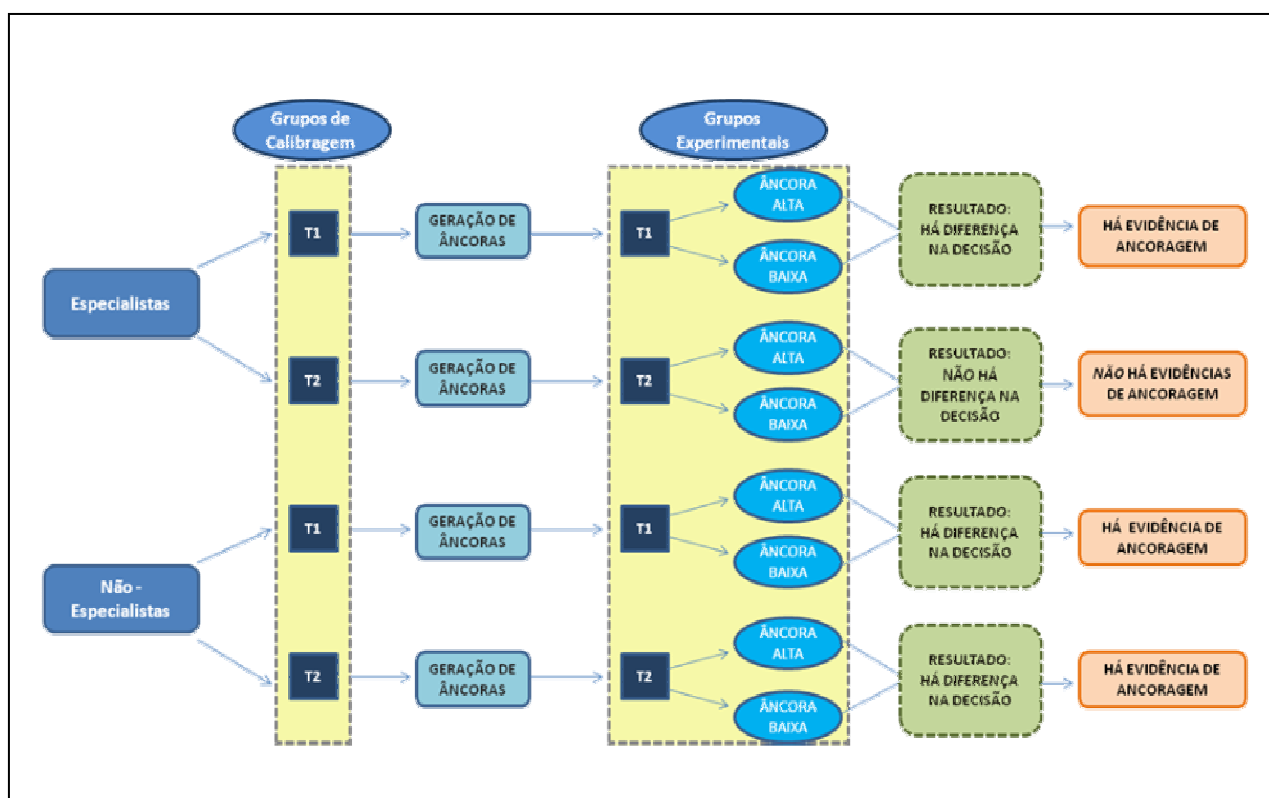 Grupos de
Calibragem
Grupos
Experimentais
Especialistas
T1
GERAÇÃO DE
ÂNCORAS
T1
ÂNCORA
ALTA
ÂNCORA
BAIXA
RESULTADO:
HÁ DIFERENÇA
NA DECISÃO
HÁ EVIDÊNCIA DE
ANCORAGEM
T2
GERAÇÃO DE
ÂNCORAS
T2
ÂNCORA
ALTA
ÂNCORA
BAIXA
RESULTADO:
NÃO HÁ
DIFERENÇA NA
DECISÃO
NÃO HÁ EVIDÊNCIAS
DE ANCORAGEM
Não -
Especialistas
T1
GERAÇÃO DE
ÂNCORAS
T1
ÂNCORA
ALTA
ÂNCORA
BAIXA
RESULTADO:
HÁ DIFERENÇA
NA DECISÃO
HÁ EVIDÊNCIA DE
ANCORAGEM
T2
GERAÇÃO DE
ÂNCORAS
T2
ÂNCORA
ALTA
ÂNCORA
BAIXA
RESULTADO:
HÁ DIFERENÇA
NA DECISÃO
HÁ EVIDÊNCIA DE
ANCORAGEM